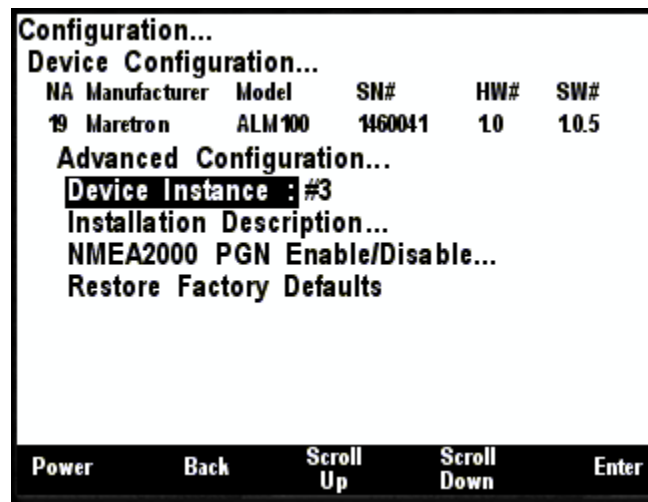 Configuration...
Device Configuration...
NA Manufacturer Model SN# HW# SW#
19 Maretron ALM100 1460041 1.0 1.0.5
Advanced Configuration...
Device Instance : #3
Installation Description...
NMEA2000 PGN Enable/Disable...
Restore Factory Defaults
Power Back Scroll Up Scroll Down Enter